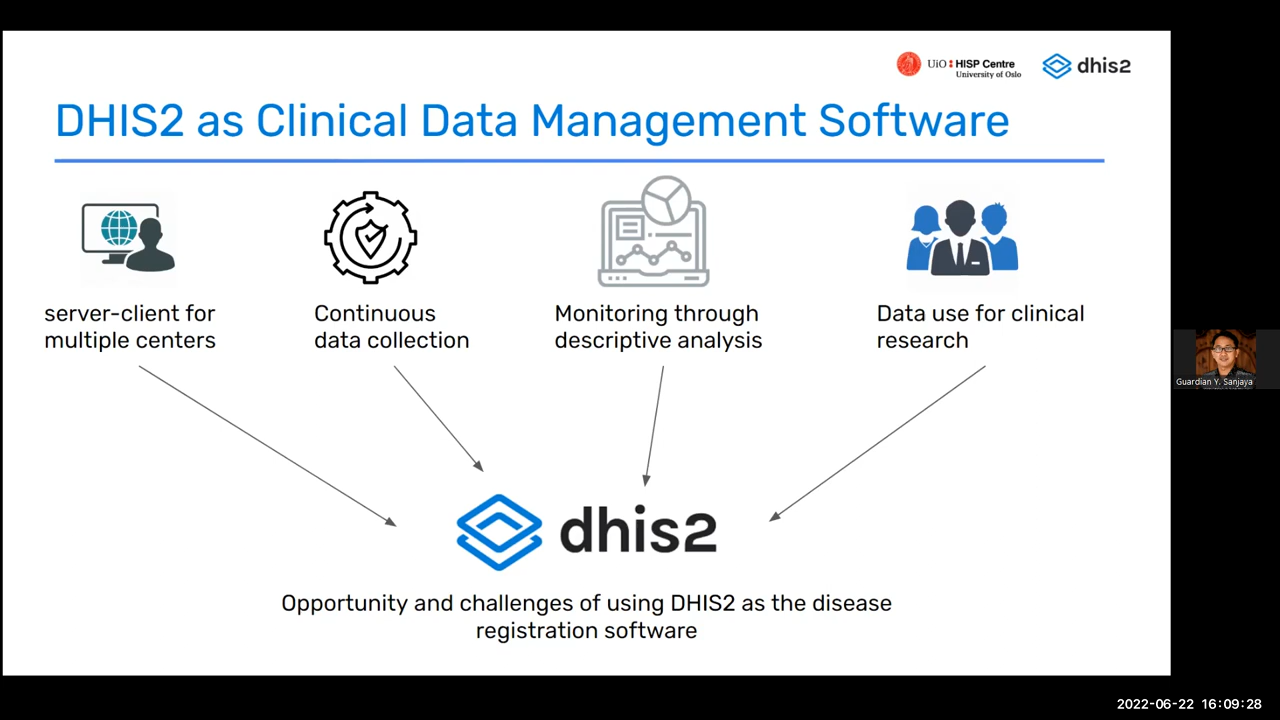 UiO : HISP Centre
University of Oslo
dhis2
DHIS2 as Clinical Data Management Software
server-client for
multiple centers
Continuous
data collection
Monitoring through
descriptive analysis
Data use for clinical
research
dhis2
Opportunity and challenges of using DHIS2 as the disease
registration software
Guardian Y. Sanjaya
2022-06-22 16:09:28